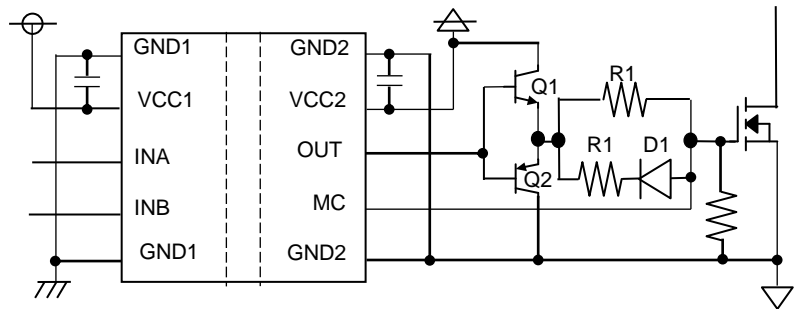 GND1
VCC1
INA
INB
GND1
GND2
VCC2
OUT
MC
GND2
Q1
Q2
R1
R1
D1